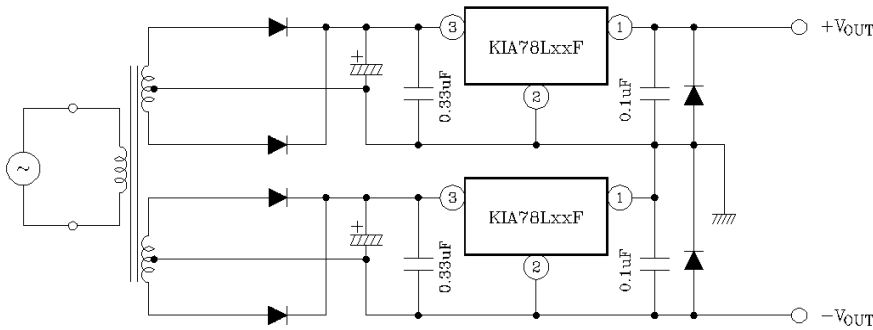 3
KIA78LxxF
1
+VOUT
+
0.33uF
2
0.1uF
~
3
KIA78LxxF
1
+
0.33uF
2
0.1uF
−VOUT